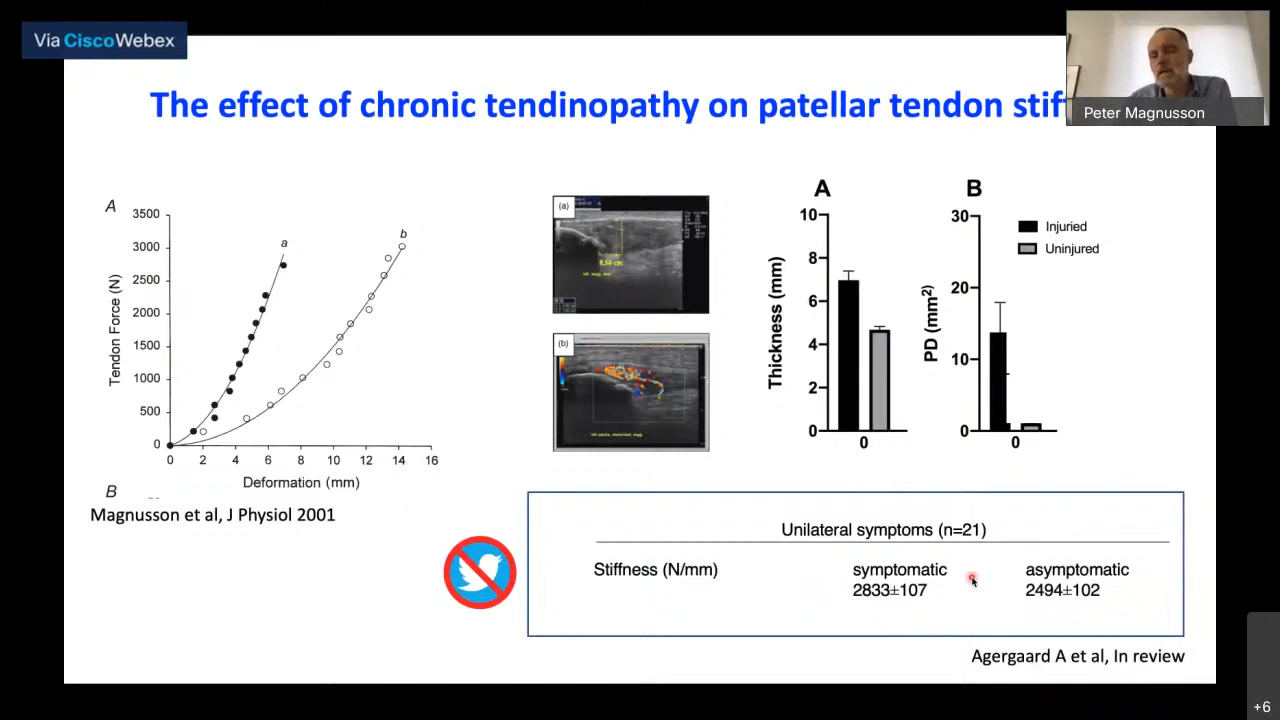 Via CiscoWebex
Peter Magnusson
The effect of chronic tendinopathy on patellar tendon stif
A
3500
3000
2500
2000
1500
1000
500
0
Tendon Force (N)
a
b
0 2 4 6 8 10 12 14 16
Deformation (mm)
B
Magnusson et al, J Physiol 2001
(a)
(b)
A
10
8
6
4
2
0
Thickness (mm)
0
B
30
20
10
0
PD (mm²)
0
Injuried
Uninjured
Unilateral symptoms (n=21)
Stiffness (N/mm) symptomatic asymptomatic
2833±107 2494±102
Agergaard A et al, In review
+6